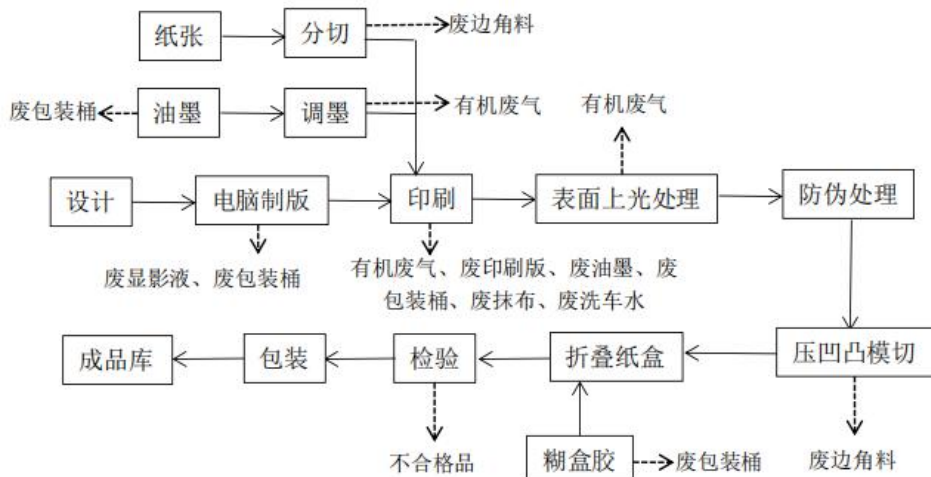 纸张
分切
废边角料
废包装桶
油墨
调墨
有机废气
有机废气
设计
电脑制版
印刷
表面上光处理
防伪处理
废显影液、废包装桶
有机废气、废印刷版、废油墨、废
包装桶、废抹布、废洗车水
成品库
包装
检验
折叠纸盒
压凹凸模切
不合格品
糊盒胶
废包装桶
废边角料